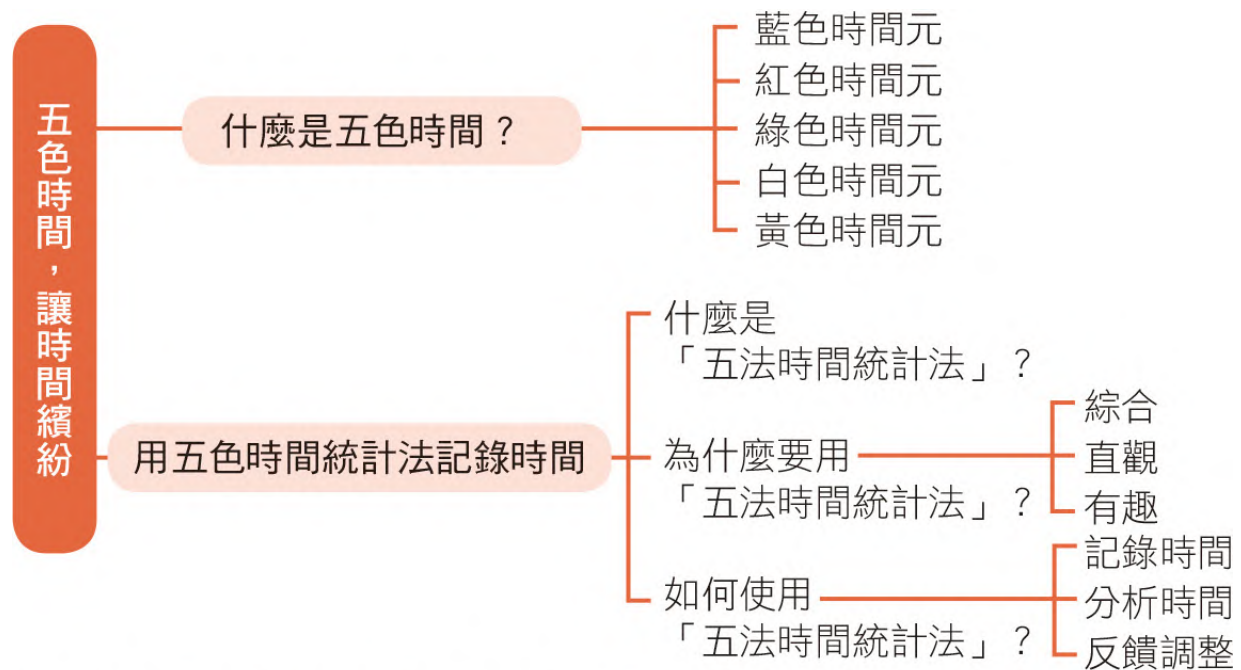 五色時間，讓時間繽紛
什麼是五色時間？
藍色時間元
紅色時間元
綠色時間元
白色時間元
黃色時間元
用五色時間統計法記錄時間
什麼是
「五法時間統計法」？
為什麼要用
「五法時間統計法」？
綜合
直觀
有趣
如何使用
「五法時間統計法」？
記錄時間
分析時間
反饋調整